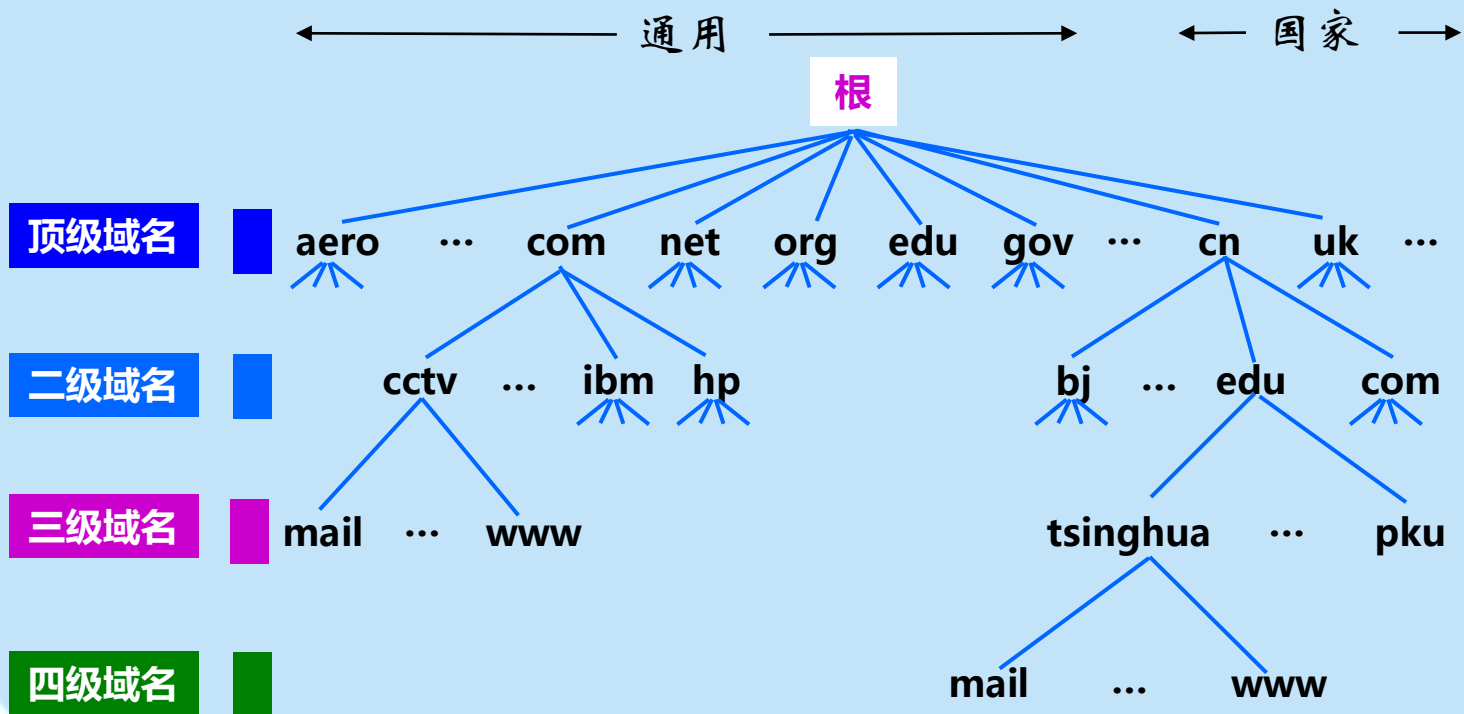 通用 国家
根
顶级域名 aero ... com net org edu gov ... cn uk ...
二级域名 cctv ... ibm hp bj ... edu com
三级域名 mail ... www tsinghua ... pku
四级域名 mail ... www